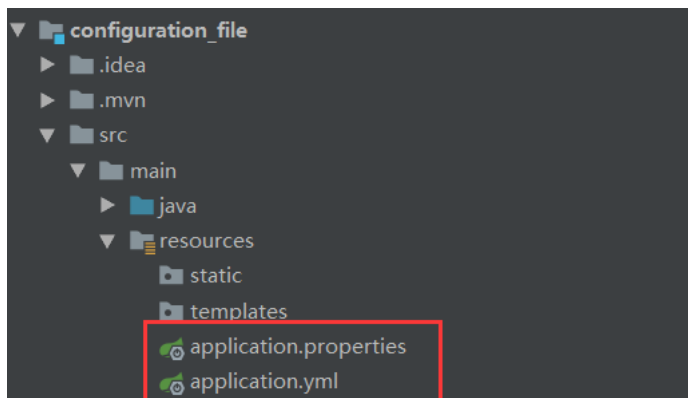 configuration_file
.idea
.mvn
src
main
java
resources
static
templates
application.properties
application.yml